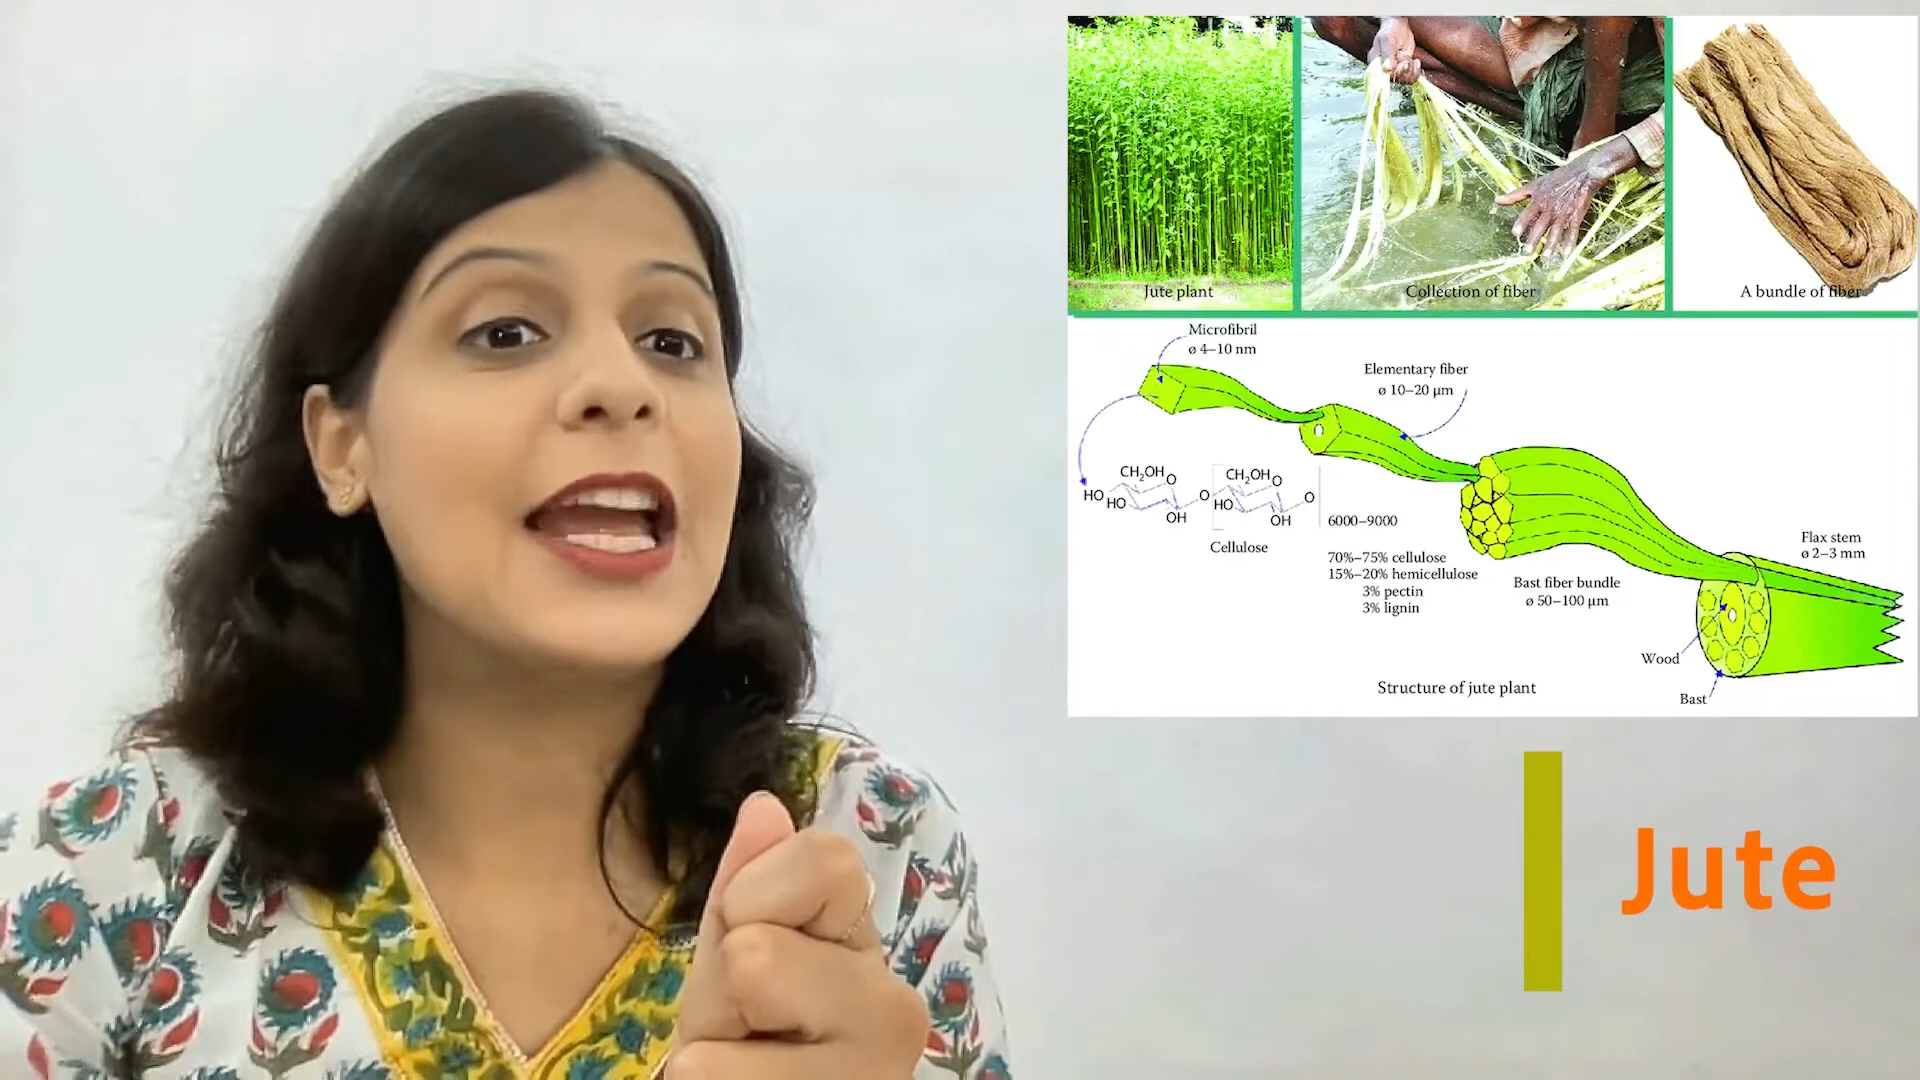 Jute plant
Collection of fiber
A bundle of fiber
Microfibril
ø 4–10 nm
Elementary fiber
ø 10–20 µm
CH₂OH
O
CH₂OH
O
HO
HO
OH
O
HO
OH
O
6000–9000
Cellulose
70%–75% cellulose
15%–20% hemicellulose
3% pectin
3% lignin
Bast fiber bundle
ø 50–100 µm
Flax stem
ø 2–3 mm
Wood
Bast
Structure of jute plant
Jute